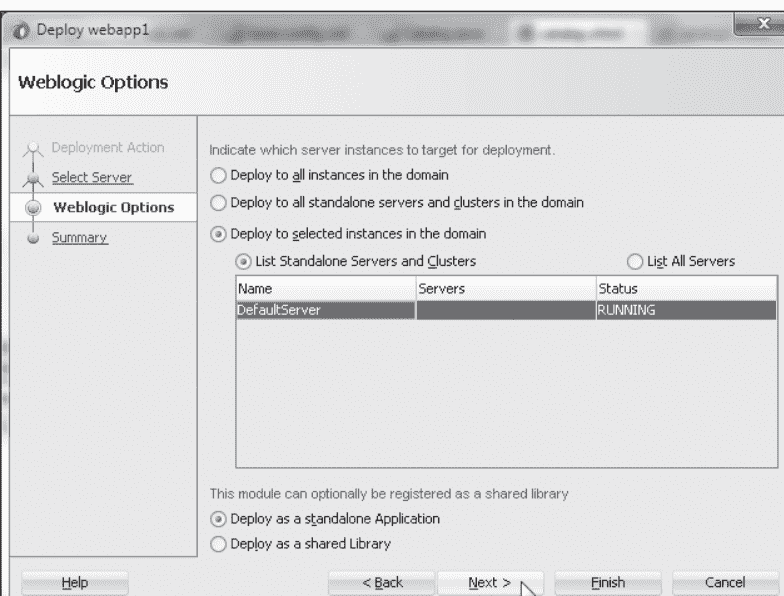 Deploy webapp1
Weblogic Options
Deployment Action
Select Server
Weblogic Options
Summary
Indicate which server instances to target for deployment.
Deploy to all instances in the domain
Deploy to all standalone servers and clusters in the domain
Deploy to selected instances in the domain
List Standalone Servers and Clusters List All Servers
Name Servers Status
DefaultServer RUNNING
This module can optionally be registered as a shared library
Deploy as a standalone Application
Deploy as a shared Library
Help < Back Next > Finish Cancel